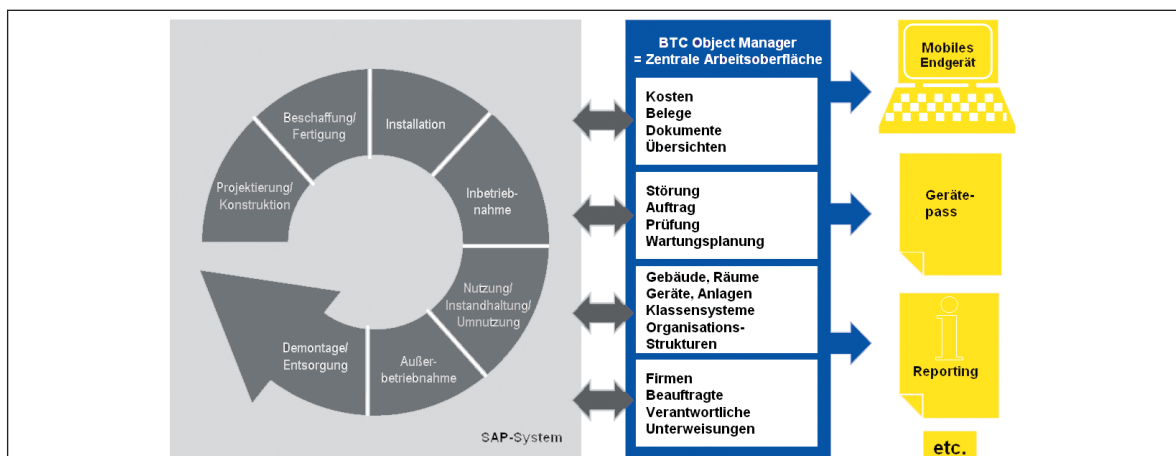 Beschaffung/
Fertigung
Installation
Projektierung/
Konstruktion
Inbetrieb-
nahme
Nutzung/
Instandhaltung/
Umnutzung
Demontage/
Entsorgung
Außer-
betriebnahme
SAP-System
BTC Object Manager
= Zentrale Arbeitsoberfläche
Kosten
Belege
Dokumente
Übersichten
Störung
Auftrag
Prüfung
Wartungsplanung
Gebäude, Räume
Geräte, Anlagen
Klassensysteme
Organisations-
Strukturen
Firmen
Beauftragte
Verantwortliche
Unterweisungen
Mobiles
Endgerät
Geräte-
pass
i
Reporting
etc.